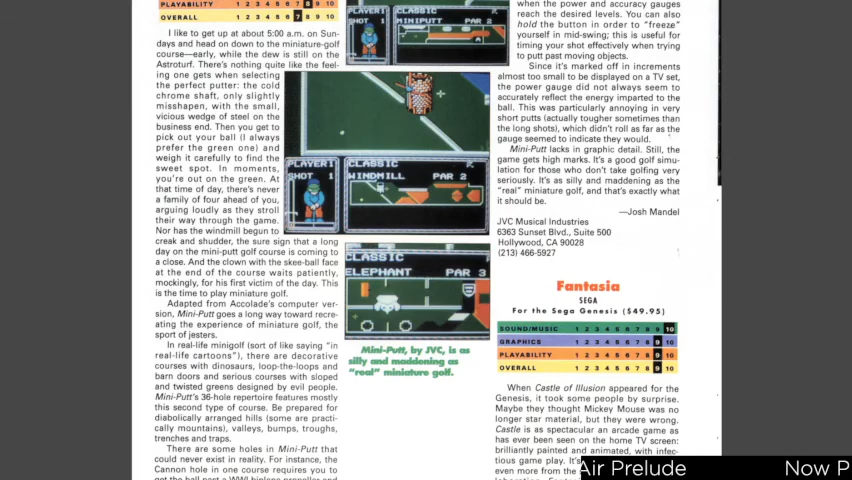 PLAYABILITY 1 2 3 4 5 6 7 8 9 10
OVERALL 1 2 3 4 5 6 7 8 9 10
I like to get up at about 5:00 a.m. on Sun-
days and head on down to the miniature-golf
course—early, while the dew is still on the
Astroturf. There's nothing quite like the feel-
ing one gets when selecting
the perfect putter: the cold
chrome shaft, only slightly
misshapen, with the small,
vicious wedge of steel on the
business end. Then you get to
pick out your ball (I always
prefer the green one) and
weigh it carefully to find the
sweet spot. In moments,
you're out on the green. At
that time of day, there's never
a family of four ahead of you,
arguing loudly as they stroll
their way through the game.
Nor has the windmill begun to
creak and shudder, the sure sign that a long
day on the mini-putt golf course is coming to
a close. And the clown with the skee-ball face
at the end of the course waits patiently,
mockingly, for his first victim of the day. This
is the time to play miniature golf.
Adapted from Accolade's computer ver-
sion, Mini-Putt goes a long way toward recre-
ating the experience of miniature golf, the
sport of jesters.
In real-life minigolf (sort of like saying "in
real-life cartoons"), there are decorative
courses with dinosaurs, loop-the-loops and
barn doors and serious courses with sloped
and twisted greens designed by evil people.
Mini-Putt's 36-hole repertoire features mostly
this second type of course. Be prepared for
diabolically arranged hills (some are practi-
cally mountains), valleys, bumps, troughs,
trenches and traps.
There are some holes in Mini-Putt that
could never exist in reality. For instance, the
Cannon hole in one course requires you to
get the ball past a WWI biplane propeller and
PLAYER1
SHOT 1
CLASSIC
MINIPUTT PAR 2
PLAYER1
SHOT 1
CLASSIC
WINDMILL PAR 2
CLASSIC
ELEPHANT PAR 3
Mini-Putt, by JVC, is as
silly and maddening as
"real" miniature golf.
when the power and accuracy gauges
reach the desired levels. You can also
hold the button in order to "freeze"
yourself in mid-swing; this is useful for
timing your shot effectively when trying
to putt past moving objects.
Since it's marked off in increments
almost too small to be displayed on a TV set,
the power gauge did not always seem to
accurately reflect the energy imparted to the
ball. This was particularly annoying in very
short putts (actually tougher sometimes than
the long shots), which didn't roll as far as the
gauge seemed to indicate they would.
Mini-Putt lacks in graphic detail. Still, the
game gets high marks. It's a good golf simu-
lation for those who don't take golfing very
seriously. It's as silly and maddening as the
"real" miniature golf, and that's exactly what
it should be.
—Josh Mandel
JVC Musical Industries
6363 Sunset Blvd., Suite 500
Hollywood, CA 90028
(213) 466-5927
Fantasia
SEGA
For the Sega Genesis ($49.95)
SOUND/MUSIC 1 2 3 4 5 6 7 8 9 10
GRAPHICS 1 2 3 4 5 6 7 8 9 10
PLAYABILITY 1 2 3 4 5 6 7 8 9 10
OVERALL 1 2 3 4 5 6 7 8 9 10
When Castle of Illusion appeared for the
Genesis, it took some people by surprise.
Maybe they thought Mickey Mouse was no
longer star material, but they were wrong.
Castle is as spectacular an arcade game as
has ever been seen on the home TV screen:
brilliantly painted and animated, with infec-
tious game play. It's
even more from the
Air Prelude Now P